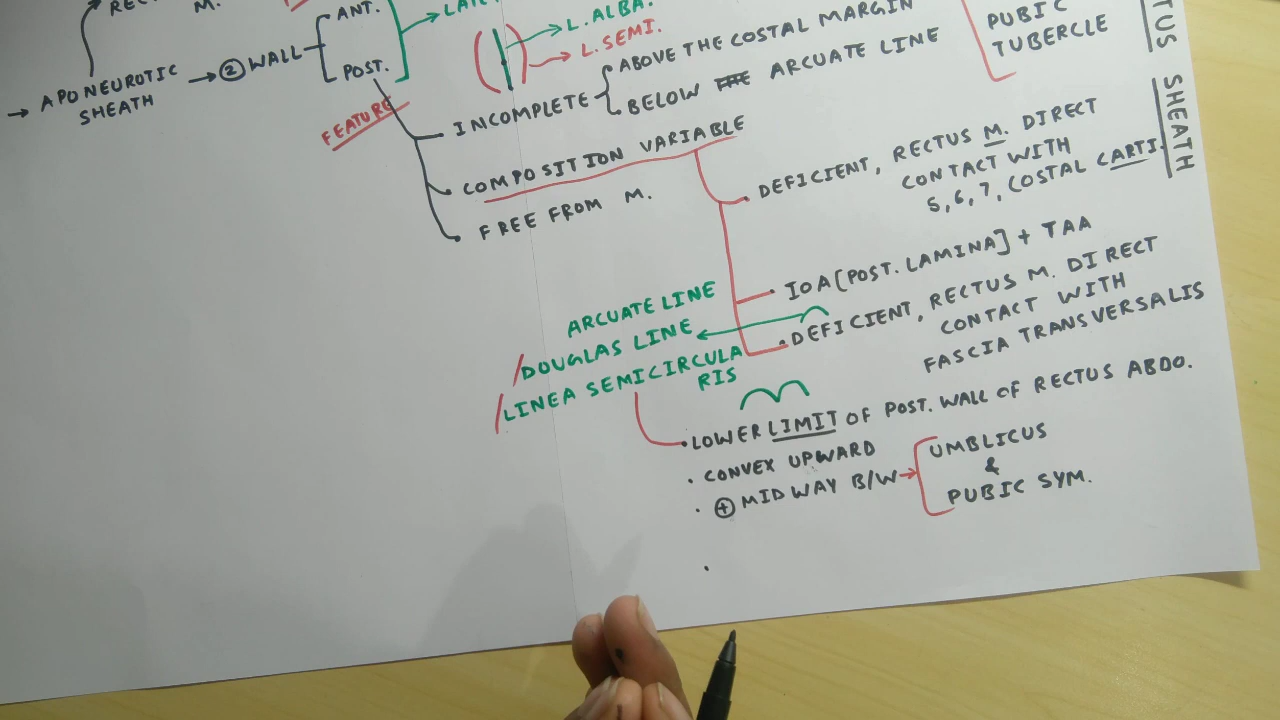 M.
→ APONEUROTIC
SHEATH
→ ② WALL
ANT.
POST.
L. ALBA.
L. SEMI.
FEATURE
INCOMPLETE
ABOVE THE COSTAL MARGIN
BELOW ARCUATE LINE
COMPOSITION VARIABLE
FREE FROM M.
PUBIC
TUBERCLE
SHEATH
DEFICIENT, RECTUS M. DIRECT
CONTACT WITH
5, 6, 7, COSTAL CARTI.
IOA [POST. LAMINA] + TAA
DEFICIENT, RECTUS M. DIRECT
CONTACT WITH
FASCIA TRANSVERSALIS
ARCUATE LINE
/DOUGLAS LINE
/LINEA SEMICIRCULA
RIS
• LOWER LIMIT OF POST. WALL OF RECTUS ABDO.
• CONVEX UPWARD
• ⊕ MIDWAY B/W →
UMBLICUS
&
PUBIC SYM.
•